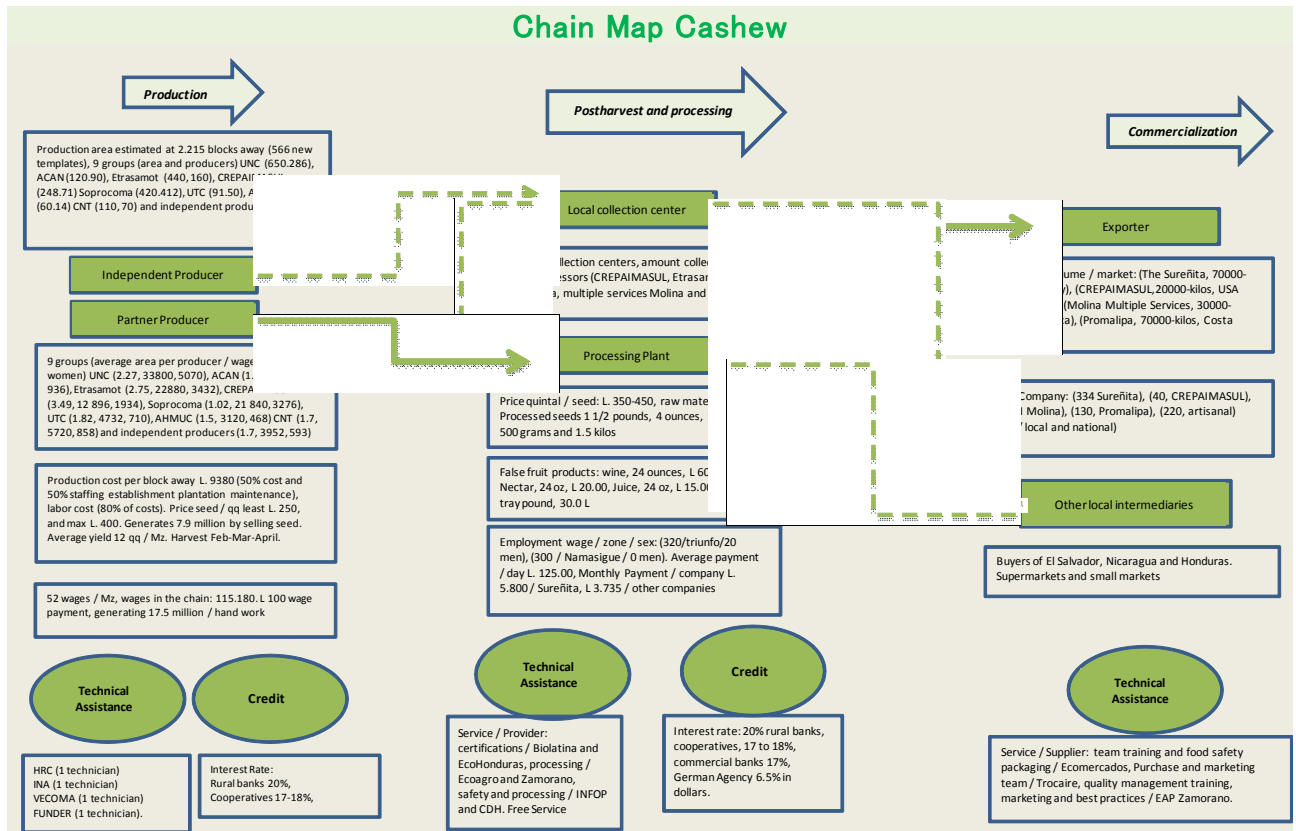 Chain Map Cashew
Production
Postharvest and processing
Commercialization
Production area estimated at 2.215 blocks away (566 new
templates), 9 groups (area and producers) UNC (650.286),
ACAN (120.90), Etrasamot (440, 160), CREPAIMASUL
(248.71) Soprocoma (420.412), UTC (91.50),
(60.14) CNT (110, 70) and independent
Independent Producer
Partner Producer
9 groups (average area per producer /
women) UNC (2.27, 33800, 5070), ACAN
936), Etrasamot (2.75, 22880, 3432),
(3.49, 12 896, 1934), Soprocoma (1.02, 21 840, 3276),
UTC (1.82, 4732, 710), AHMUC (1.5, 3120, 468) CNT (1.7,
5720, 858) and independent producers (1.7, 3952, 593)
Production cost per block away L. 9380 (50% cost and
50% staffing establishment plantation maintenance),
labor cost (80% of costs). Price seed / qq least L. 250,
and max L. 400. Generates 7.9 million by selling seed.
Average yield 12 qq / Mz. Harvest Feb-Mar-April.
52 wages / Mz, wages in the chain: 115.180. L 100 wage
payment, generating 17.5 million / hand work
Technical
Assistance
Credit
HRC (1 technician)
INA (1 technician)
VECOMA (1 technician)
FUNDER (1 technician).
Interest Rate:
Rural banks 20%,
Cooperatives 17-18%,
Local collection center
centers, amount
(CREPAIMASUL,
multiple services Molina and
Processing Plant
Price quintal / seed: L. 350-450, raw
Processed seeds 1 1/2 pounds, 4 ounces,
500 grams and 1.5 kilos
False fruit products: wine, 24 ounces, L
Nectar, 24 oz, L 20.00, Juice, 24 oz, L
tray pound, 30.0 L
Employment wage / zone / sex: (320/triunfo/20
men), (300 / Namasigue / 0 men). Average payment
/ day L. 125.00, Monthly Payment / company L.
5.800 / Sureñita, L 3.735 / other companies
Technical
Assistance
Credit
Service / Provider:
certifications / Biolatina and
EcoHonduras, processing /
Ecoagro and Zamorano,
safety and processing / INFOP
and CDH. Free Service
Interest rate: 20% rural banks,
cooperatives, 17 to 18%,
commercial banks 17%,
German Agency 6.5% in
dollars.
Exporter
/ market: (The Sureñita, 70000-
(CREPAIMASUL,20000-kilos, USA
(Molina Multiple Services, 30000-
(Promalipa, 70000-kilos, Costa
Company: (334 Sureñita), (40, CREPAIMASUL),
Molina), (130, Promalipa), (220, artisanal)
/ local and national)
Other local intermediaries
Buyers of El Salvador, Nicaragua and Honduras.
Supermarkets and small markets
Technical
Assistance
Service / Supplier: team training and food safety
packaging / Ecomercados, Purchase and marketing
team / Trocaire, quality management training,
marketing and best practices / EAP Zamorano.